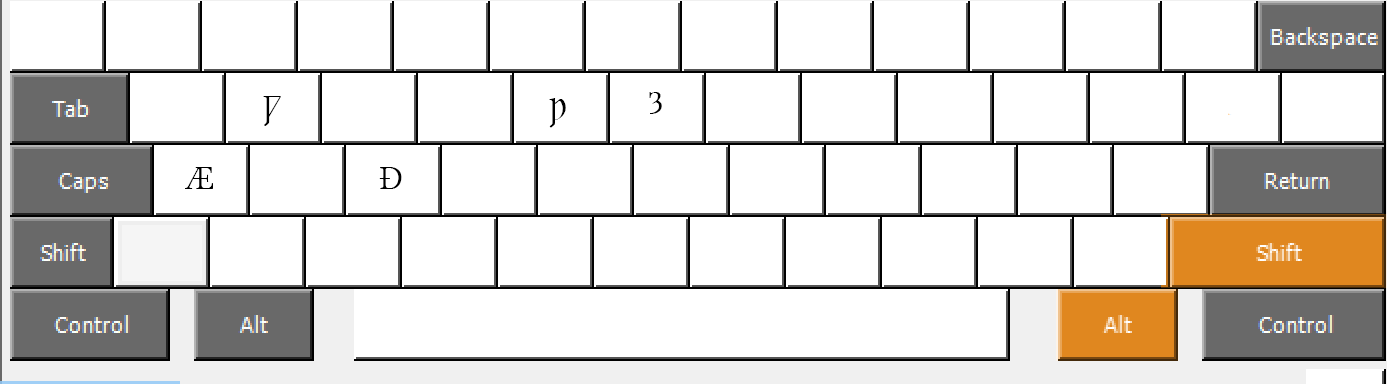 Backspace
Tab Ƿ Þ Ȝ
Caps Æ Ð Return
Shift Shift
Control Alt Alt Control